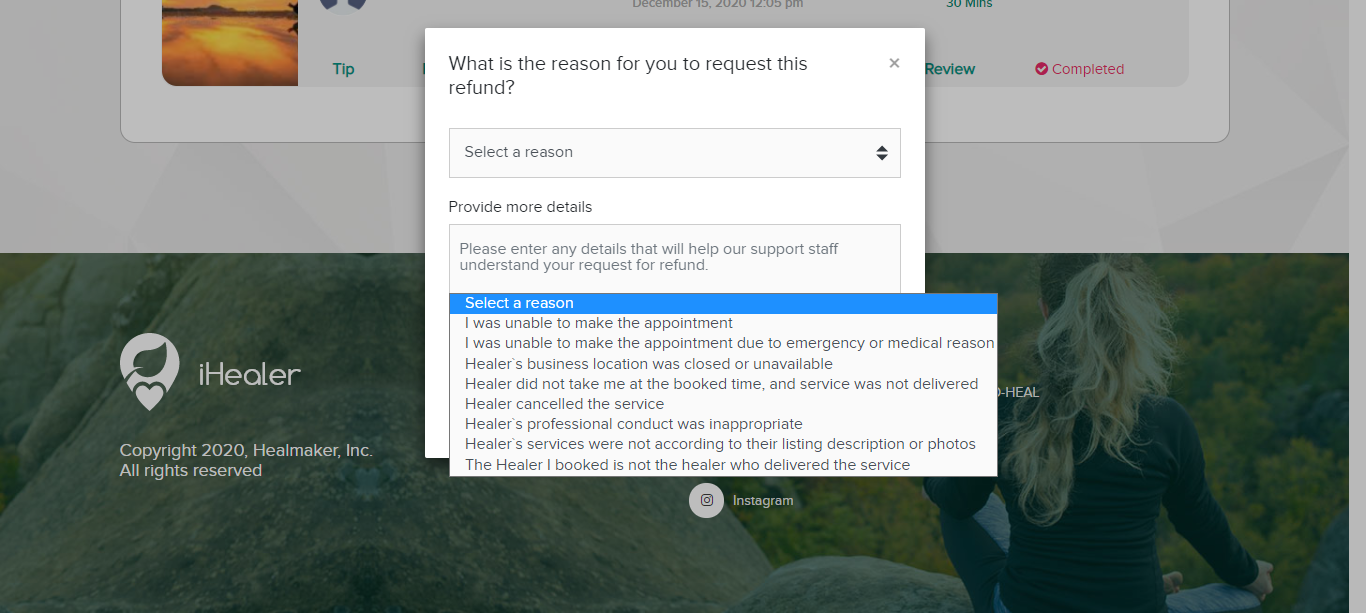 December 15, 2020 12:05 pm
30 Mins
What is the reason for you to request this
refund?
×
Tip
Review
Completed
Select a reason
Provide more details
Please enter any details that will help our support staff
understand your request for refund.
Select a reason
I was unable to make the appointment
I was unable to make the appointment due to emergency or medical reason
Healer`s business location was closed or unavailable
Healer did not take me at the booked time, and service was not delivered
Healer cancelled the service
Healer`s professional conduct was inappropriate
Healer`s services were not according to their listing description or photos
The Healer I booked is not the healer who delivered the service
iHealer
-HEAL
Copyright 2020, Healmaker, Inc.
All rights reserved
Instagram